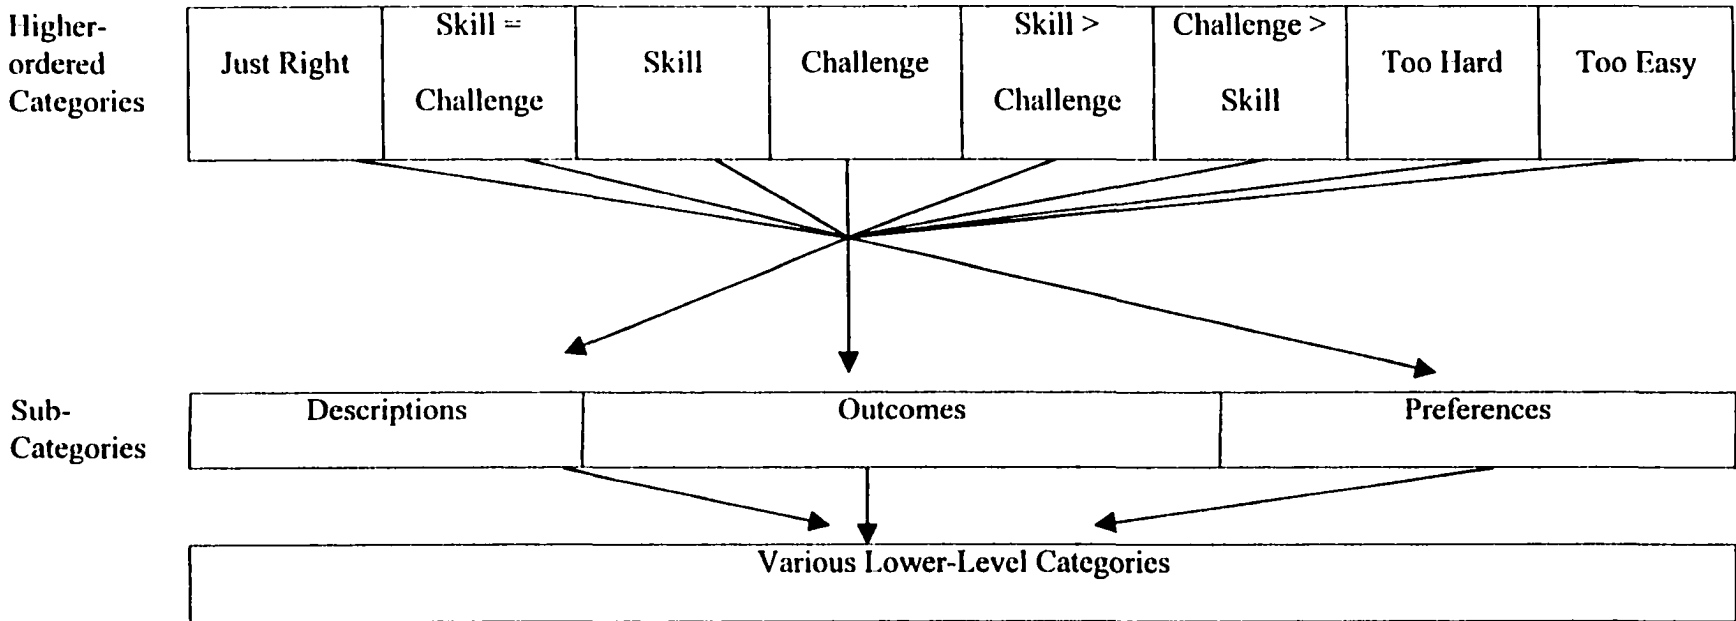 Higher-
ordered
Categories
Just Right
Skill =
Challenge
Skill
Challenge
Skill >
Challenge
Challenge >
Skill
Too Hard
Too Easy
Sub-
Categories
Descriptions
Outcomes
Preferences
Various Lower-Level Categories